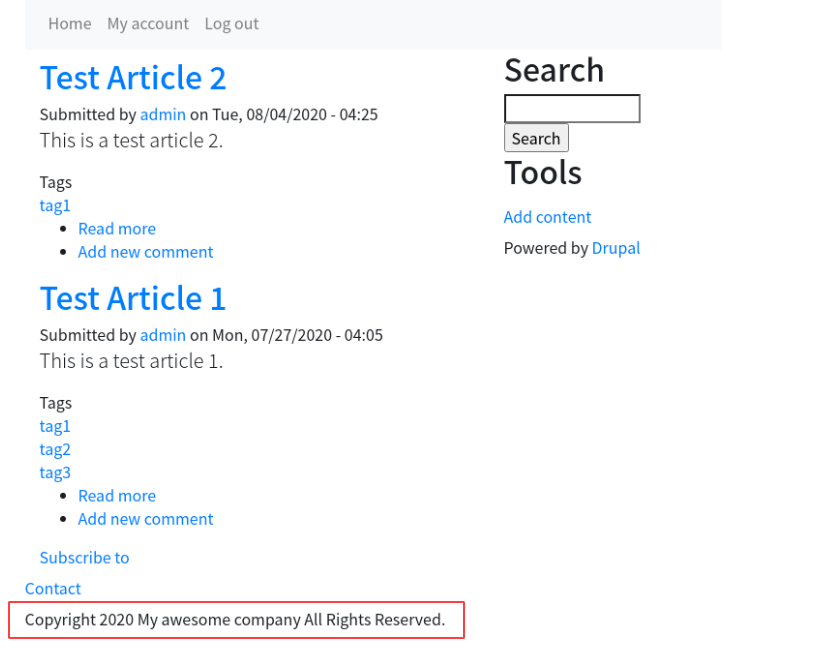 Home My account Log out
Test Article 2
Submitted by admin on Tue, 08/04/2020 - 04:25
This is a test article 2.
Tags
tag1
Read more
Add new comment
Test Article 1
Submitted by admin on Mon, 07/27/2020 - 04:05
This is a test article 1.
Tags
tag1
tag2
tag3
Read more
Add new comment
Subscribe to
Search
Search
Tools
Add content
Powered by Drupal
Contact
Copyright 2020 My awesome company All Rights Reserved.